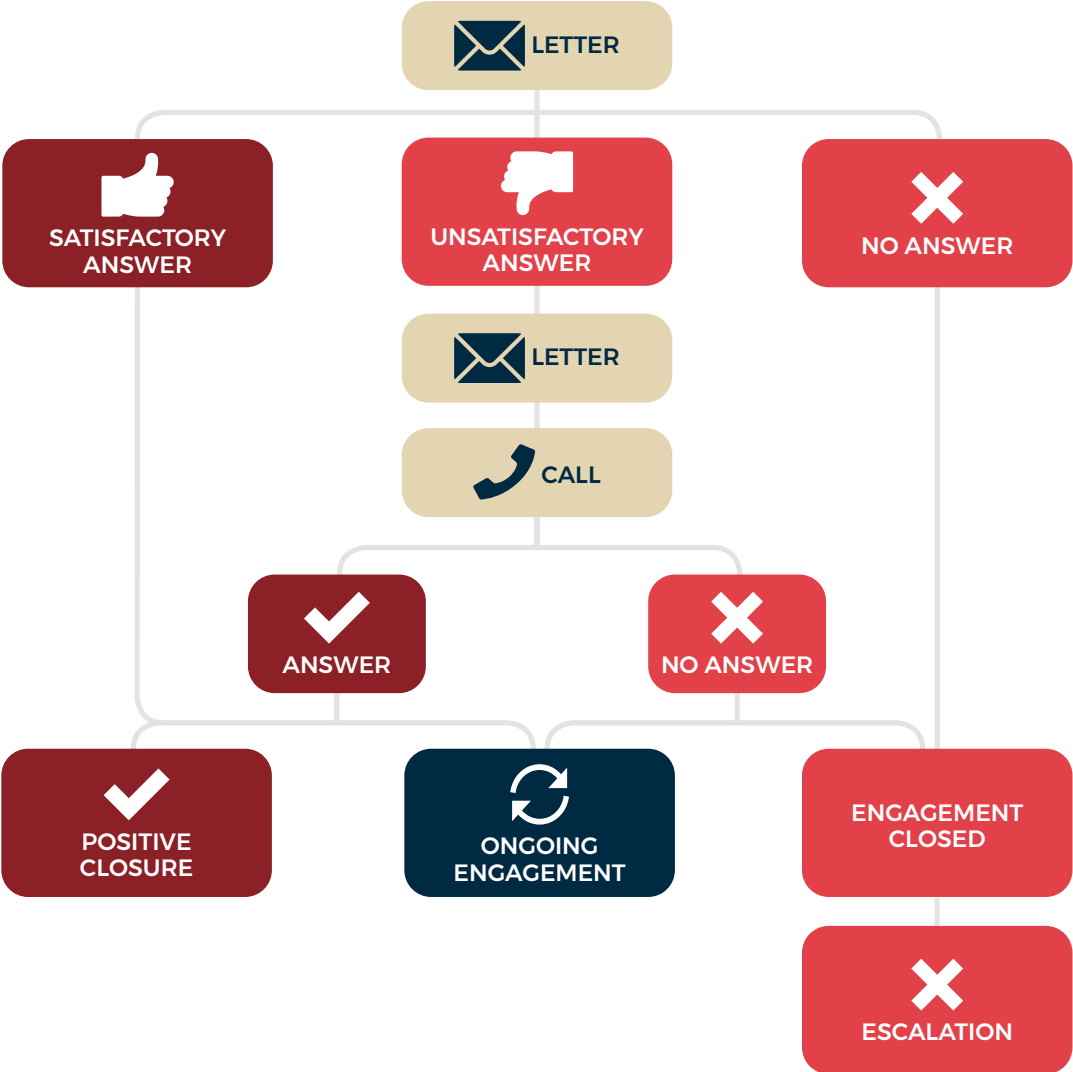 LETTER
SATISFACTORY
ANSWER
UNSATISFACTORY
ANSWER
NO ANSWER
LETTER
CALL
ANSWER
NO ANSWER
POSITIVE
CLOSURE
ONGOING
ENGAGEMENT
ENGAGEMENT
CLOSED
ESCALATION